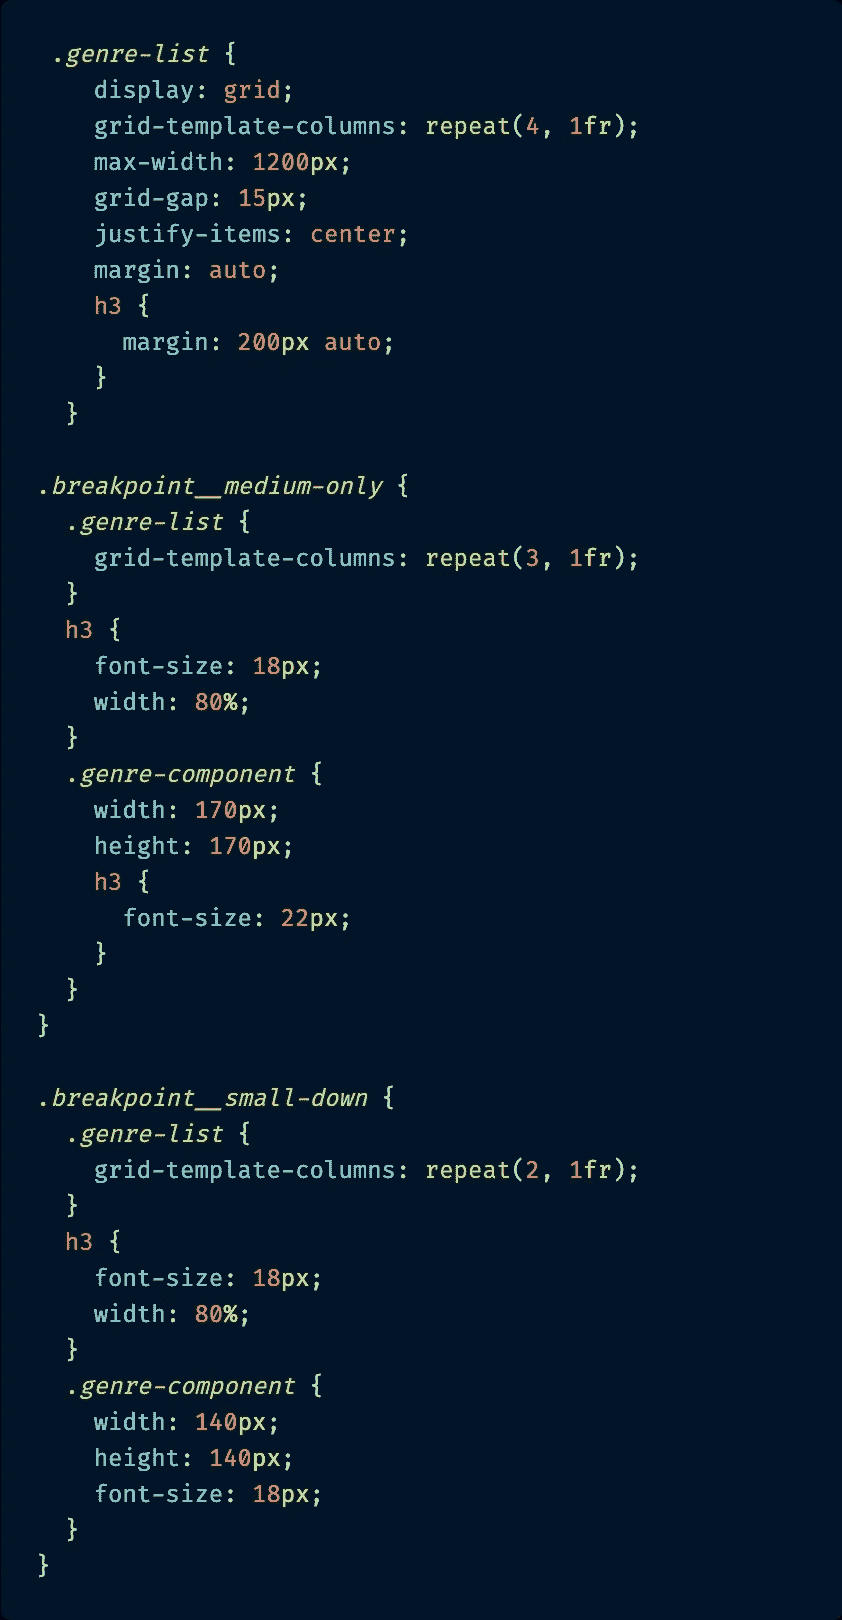 .genre-list {
display: grid;
grid-template-columns: repeat(4, 1fr);
max-width: 1200px;
grid-gap: 15px;
justify-items: center;
margin: auto;
h3 {
margin: 200px auto;
}
}
.breakpoint__medium-only {
.genre-list {
grid-template-columns: repeat(3, 1fr);
}
h3 {
font-size: 18px;
width: 80%;
}
.genre-component {
width: 170px;
height: 170px;
h3 {
font-size: 22px;
}
}
}
.breakpoint__small-down {
.genre-list {
grid-template-columns: repeat(2, 1fr);
}
h3 {
font-size: 18px;
width: 80%;
}
.genre-component {
width: 140px;
height: 140px;
font-size: 18px;
}
}